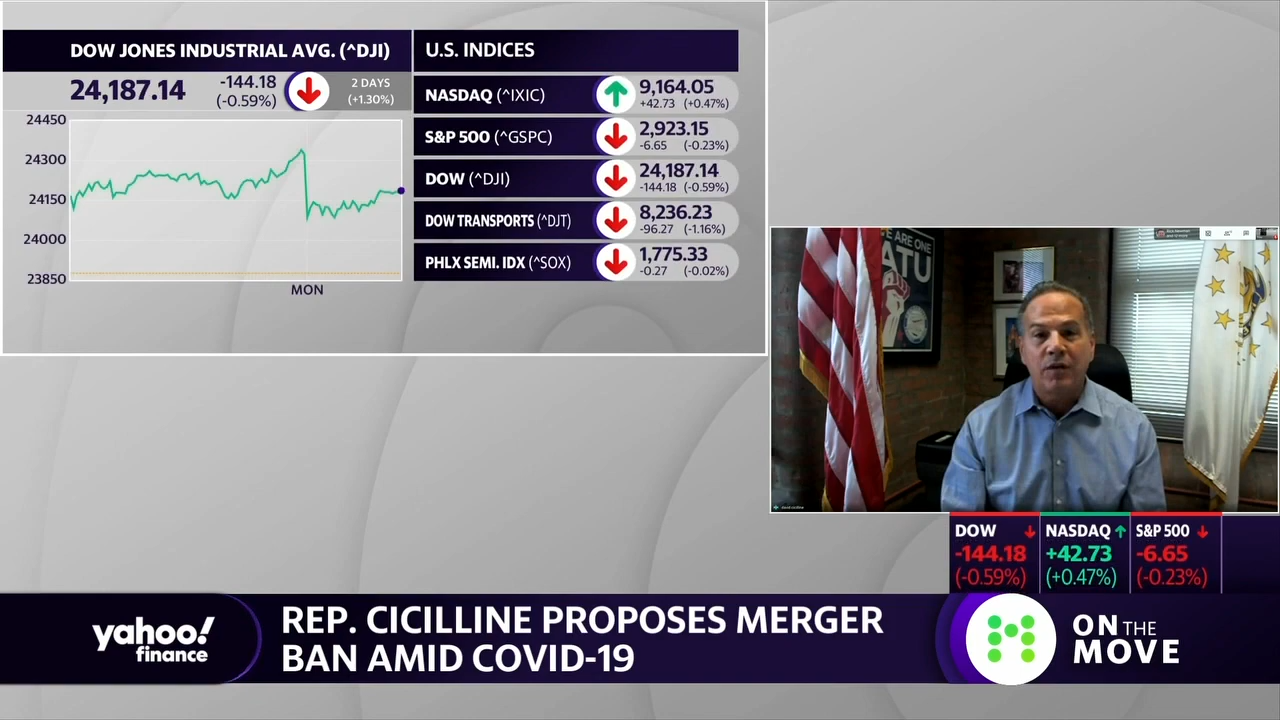 DOW JONES INDUSTRIAL AVG. (^DJI)
24,187.14
-144.18
(-0.59%)
2 DAYS
(+1.30%)
24450
24300
24150
24000
23850
MON
U.S. INDICES
NASDAQ (^IXIC)
9,164.05
+42.73 (+0.47%)
S&P 500 (^GSPC)
2,923.15
-6.65 (-0.23%)
DOW (^DJI)
24,187.14
-144.18 (-0.59%)
DOW TRANSPORTS (^DJT)
8,236.23
-96.27 (-1.16%)
PHLX SEMI. IDX (^SOX)
1,775.33
-0.27 (-0.02%)
ARE ONE
ATU
DOW
-144.18
(-0.59%)
NASDAQ
+42.73
(+0.47%)
S&P 500
-6.65
(-0.23%)
yahoo!
finance
REP. CICILLINE PROPOSES MERGER
BAN AMID COVID-19
ON THE
MOVE